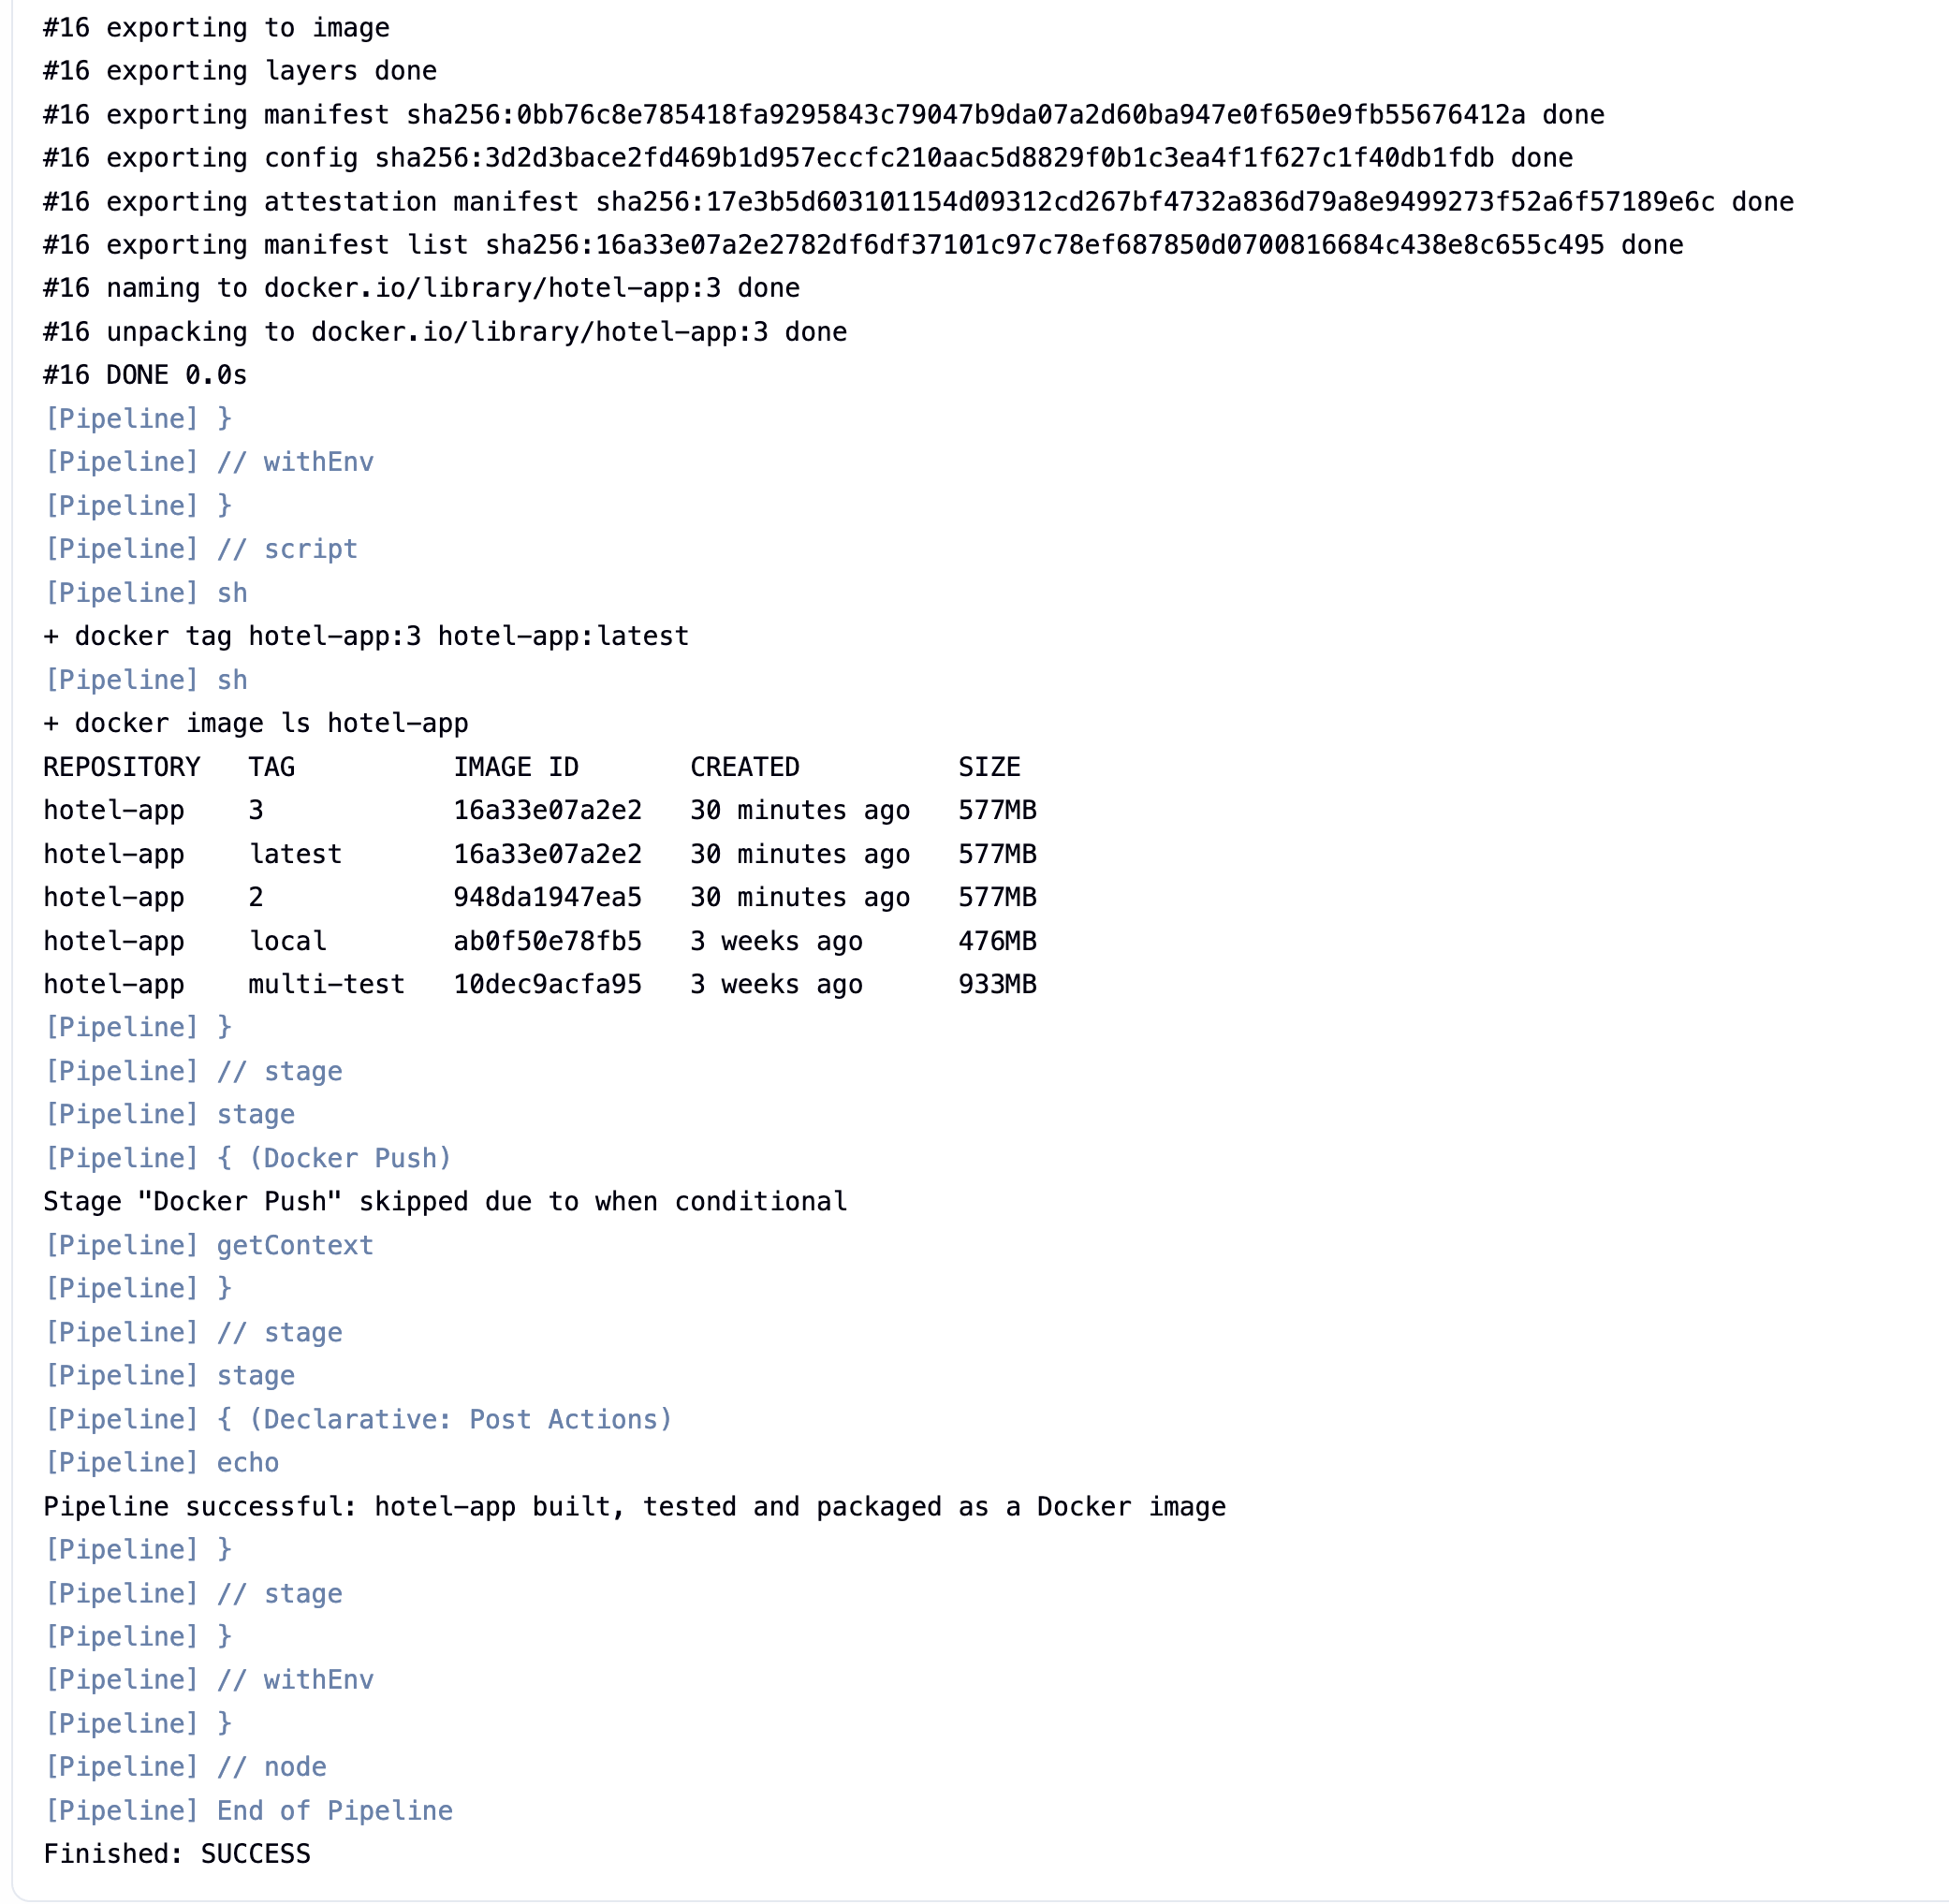 #16 exporting to image
#16 exporting layers done
#16 exporting manifest sha256:0bb76c8e785418fa9295843c79047b9da07a2d60ba947e0f650e9fb55676412a done
#16 exporting config sha256:3d2d3bace2fd469b1d957eccfc210aac5d8829f0b1c3ea4f1f627c1f40db1fdb done
#16 exporting attestation manifest sha256:17e3b5d603101154d09312cd267bf4732a836d79a8e9499273f52a6f57189e6c done
#16 exporting manifest list sha256:16a33e07a2e2782df6df37101c97c78ef687850d0700816684c438e8c655c495 done
#16 naming to docker.io/library/hotel-app:3 done
#16 unpacking to docker.io/library/hotel-app:3 done
#16 DONE 0.0s
[Pipeline] }
[Pipeline] // withEnv
[Pipeline] }
[Pipeline] // script
[Pipeline] sh
+ docker tag hotel-app:3 hotel-app:latest
[Pipeline] sh
+ docker image ls hotel-app
REPOSITORY   TAG          IMAGE ID       CREATED          SIZE
hotel-app    3            16a33e07a2e2   30 minutes ago   577MB
hotel-app    latest       16a33e07a2e2   30 minutes ago   577MB
hotel-app    2            948da1947ea5   30 minutes ago   577MB
hotel-app    local        ab0f50e78fb5   3 weeks ago      476MB
hotel-app    multi-test   10dec9acfa95   3 weeks ago      933MB
[Pipeline] }
[Pipeline] // stage
[Pipeline] stage
[Pipeline] { (Docker Push)
Stage "Docker Push" skipped due to when conditional
[Pipeline] getContext
[Pipeline] }
[Pipeline] // stage
[Pipeline] stage
[Pipeline] { (Declarative: Post Actions)
[Pipeline] echo
Pipeline successful: hotel-app built, tested and packaged as a Docker image
[Pipeline] }
[Pipeline] // stage
[Pipeline] }
[Pipeline] // withEnv
[Pipeline] }
[Pipeline] // node
[Pipeline] End of Pipeline
Finished: SUCCESS